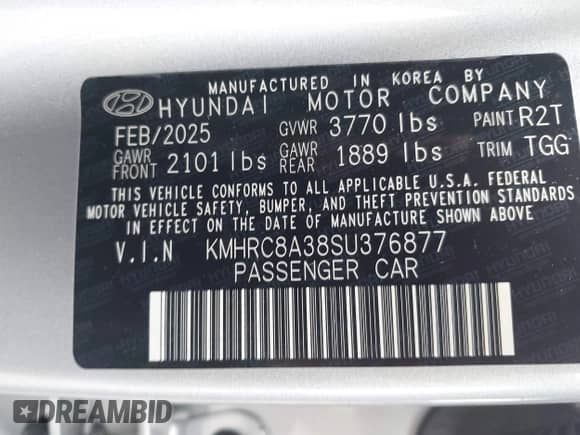 MANUFACTURED IN KOREA BY
HYUNDAI MOTOR COMPANY
FEB/2025 GVWR 3770 lbs PAINT R2T
GAWR FRONT 2101 lbs GAWR REAR 1889 lbs TRIM TGG
THIS VEHICLE CONFORMS TO ALL APPLICABLE U.S.A. FEDERAL
MOTOR VEHICLE SAFETY, BUMPER, AND THEFT PREVENTION STANDARDS
IN EFFECT ON THE DATE OF MANUFACTURE SHOWN ABOVE.
V.I.N KMHRC8A38SU376877
PASSENGER CAR
DREAMBID